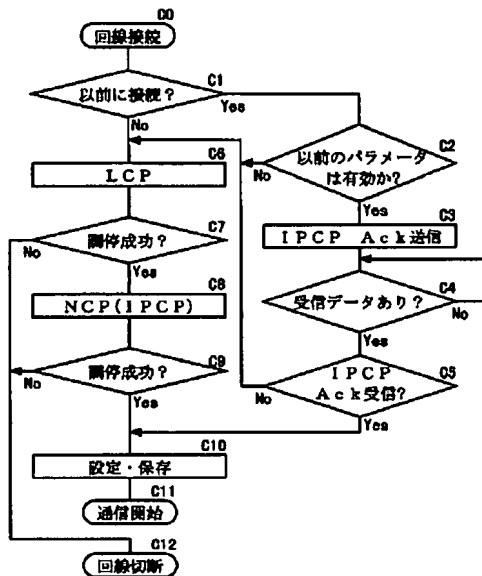 C0
回線接続
C1
以前に接続?
Yes
No
C2
以前のパラメータ
は有効か?
No
Yes
C3
IPCP Ack送信
C4
受信データあり?
No
Yes
C5
IPCP
Ack受信?
No
Yes
C6
LCP
C7
調停成功?
No
Yes
C8
NCP(IPCP)
C9
調停成功?
No
Yes
C10
設定・保存
C11
通信開始
C12
回線切断